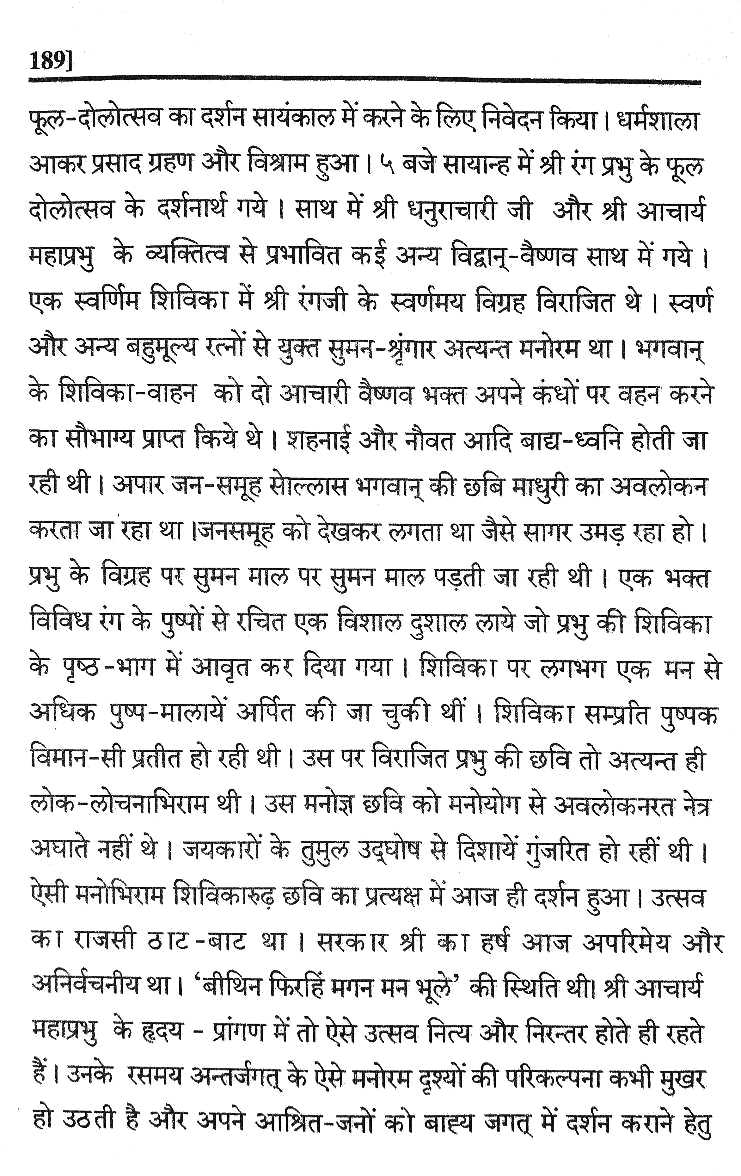 189]
फूल-दोलोत्सव का दर्शन सायंकाल में करने के लिए निवेदन किया। धर्मशाला
आकर प्रसाद ग्रहण और विश्राम हुआ। ५ बजे सायान्ह में श्री रंग प्रभु के फूल
दोलोत्सव के दर्शनार्थ गये । साथ में श्री धनुराचारी जी और श्री आचार्य
महाप्रभु के व्यक्तित्व से प्रभावित कई अन्य विद्वान्-वैष्णव साथ में गये ।
एक स्वर्णिम शिविका में श्री रंगजी के स्वर्णमय विग्रह विराजित थे । स्वर्ण
और अन्य बहुमूल्य रत्नों से युक्त सुमन-श्रृंगार अत्यन्त मनोरम था। भगवान्
के शिविका-वाहन को दो आचारी वैष्णव भक्त अपने कंधों पर वहन करने
का सौभाग्य प्राप्त किये थे । शहनाई और नौवत आदि बाद्य-ध्वनि होती जा
रही थी। अपार जन-समूह सेाल्लास भगवान् की छबि माधुरी का अवलोकन
करता जा रहा था ।जनसमूह को देखकर लगता था जैसे सागर उमड़ रहा हो ।
प्रभु के विग्रह पर सुमन माल पर सुमन माल पड़ती जा रही थी । एक भक्त
विविध रंग के पुष्पों से रचित एक विशाल दुशाल लाये जो प्रभु की शिविका
के पृष्ठ-भाग में आवृत कर दिया गया । शिविका पर लगभग एक मन से
अधिक पुष्प-मालायें अर्पित की जा चुकी थीं । शिविका सम्प्रति पुष्पक
विमान-सी प्रतीत हो रही थी । उस पर विराजित प्रभु की छवि तो अत्यन्त ही
लोक-लोचनाभिराम थी । उस मनोज्ञ छवि को मनोयोग से अवलोकनरत नेत्र
अघाते नहीं थे । जयकारों के तुमुल उद्घोष से दिशायें गुंजरित हो रहीं थी ।
ऐसी मनोभिराम शिविकारुढ़ छवि का प्रत्यक्ष में आज ही दर्शन हुआ । उत्सव
का राजसी ठाट-बाट था । सरकार श्री का हर्ष आज अपरिमेय और
अनिर्वचनीय था। 'बीथिन फिरहिं मगन मन भूले' की स्थिति थी। श्री आचार्य
महाप्रभु के हृदय - प्रांगण में तो ऐसे उत्सव नित्य और निरन्तर होते ही रहते
हैं। उनके रसमय अन्तर्जगत् के ऐसे मनोरम दृश्यों की परिकल्पना कभी मुखर
हो उठती है और अपने आश्रित-जनों को बाह्य जगत् में दर्शन कराने हेतु